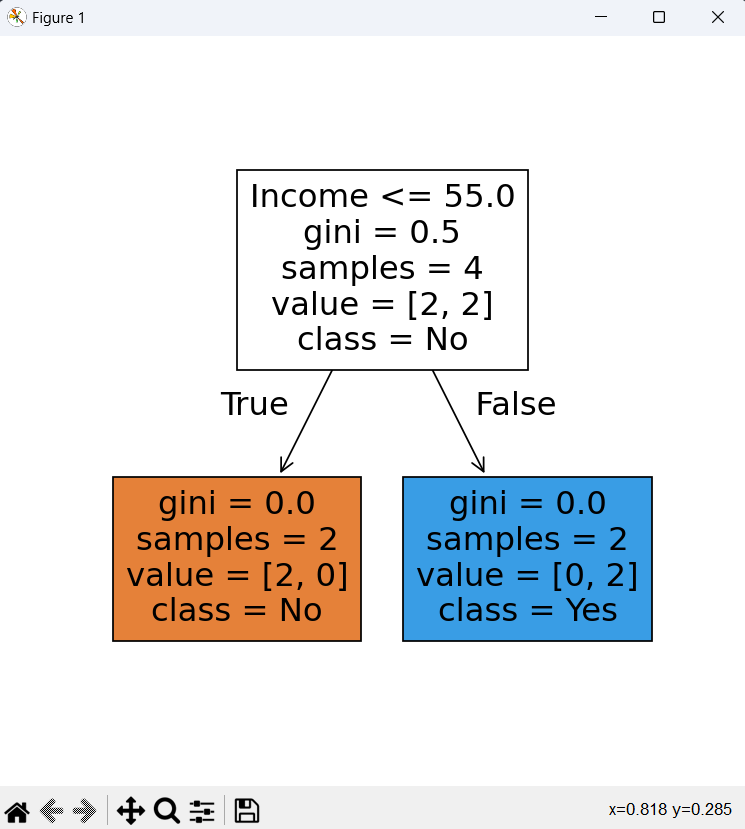 Figure 1
Income <= 55.0
gini = 0.5
samples = 4
value = [2, 2]
class = No
True
False
gini = 0.0
samples = 2
value = [2, 0]
class = No
gini = 0.0
samples = 2
value = [0, 2]
class = Yes
x=0.818 y=0.285